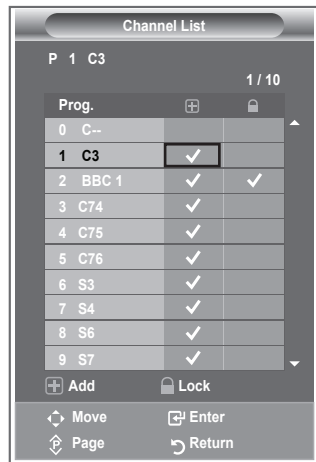 Channel List
P 1 C3
1 / 10
Prog.
0 C--
1 C3
2 BBC 1
3 C74
4 C75
5 C76
6 S3
7 S4
8 S6
9 S7
Add Lock
Move Enter
Page Return